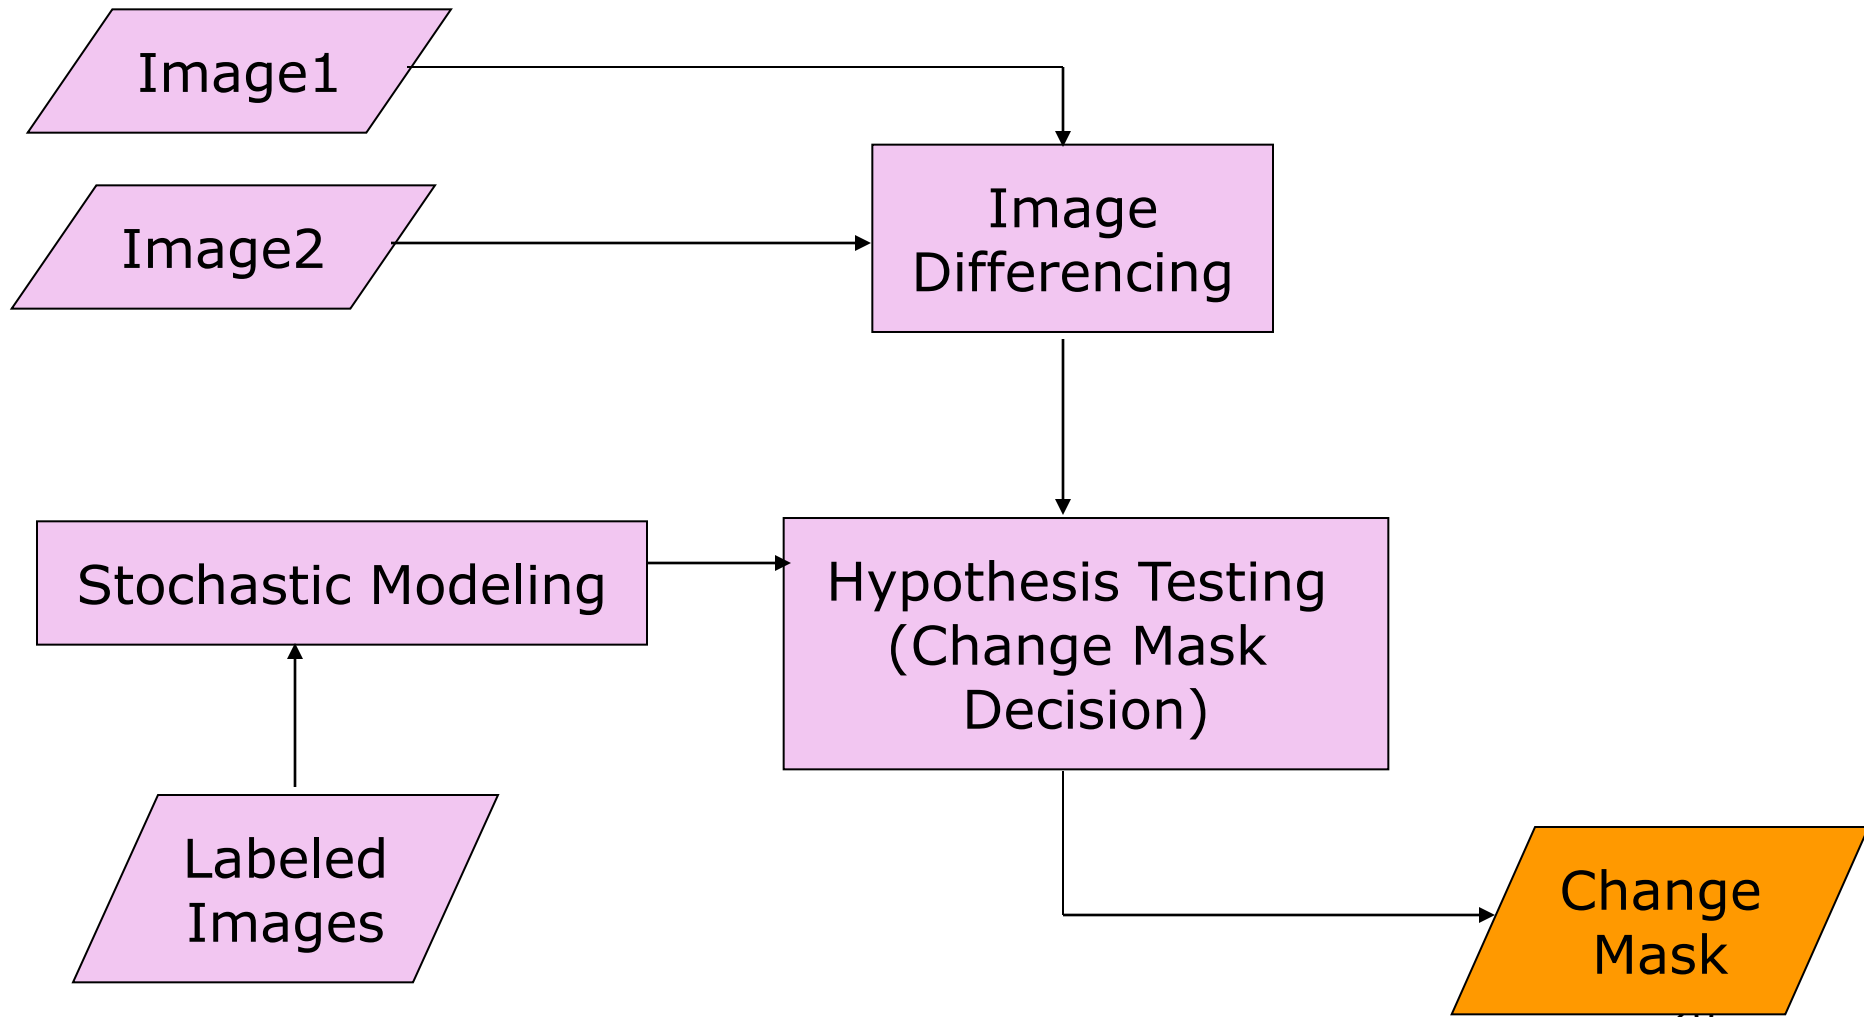 Image1
Image2
Image
Differencing
Stochastic Modeling
Hypothesis Testing
(Change Mask
Decision)
Labeled
Images
Change
Mask